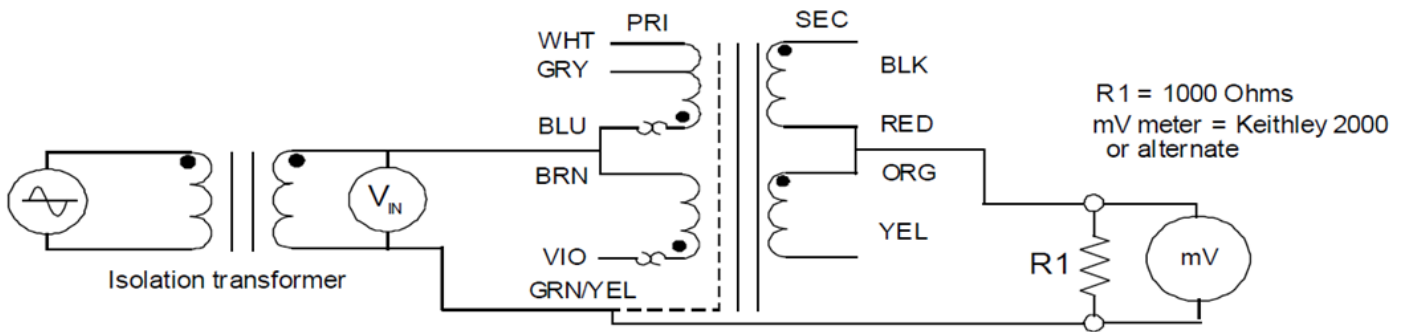 PRI
SEC
WHT
GRY
BLK
BLU
RED
BRN
ORG
VIO
YEL
GRN/YEL
VIN
Isolation transformer
R1 = 1000 Ohms
mV meter = Keithley 2000
or alternate
R1
mV